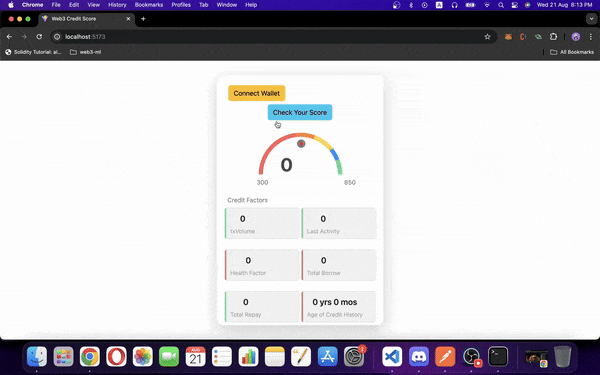 Chrome File Edit View History Bookmarks Profiles Tab Window Help Wed 21 Aug 8:13 PM
Web3 Credit Score
localhost:5173
Solidity Tutorial: al... web3-ml All Bookmarks
Connect Wallet
Check Your Score
0
300 850
Credit Factors
0 0
txVolume Last Activity
0 0
Health Factor Total Borrow
0 0 yrs 0 mos
Total Repay Age of Credit History
AUG
21